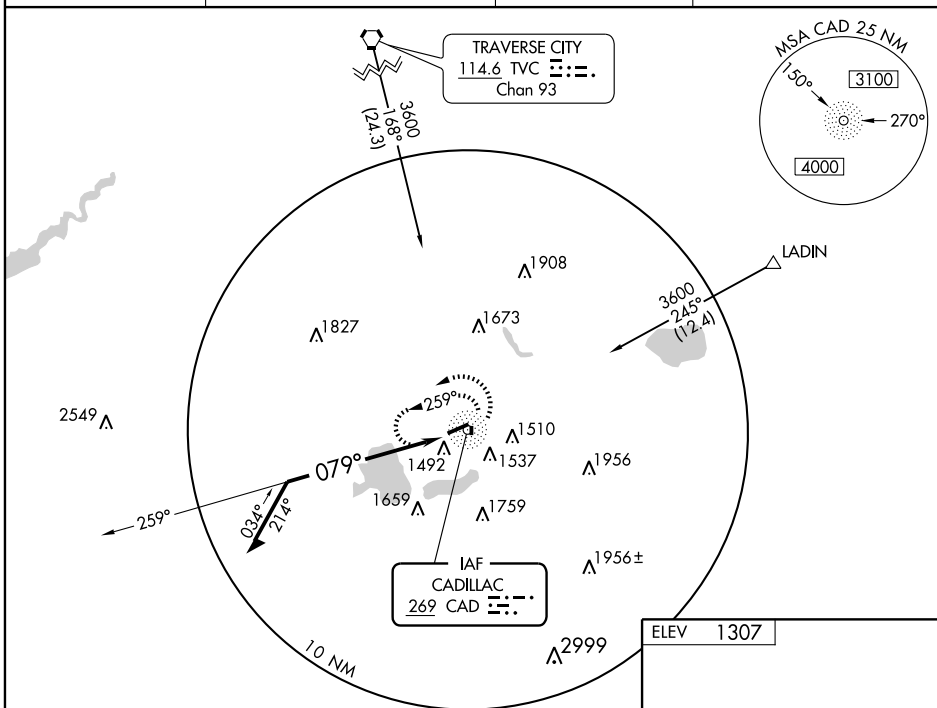 TRAVERSE CITY
114.6 TVC
Chan 93
MSA CAD 25 NM
150°
3100
270°
4000
3600
168°
(24.3)
LADIN
3600
245°
(12.4)
1908
1827
1673
2549
259°
1510
1492
1537
079°
1956
1659
1759
259°
034°
214°
1956±
IAF
CADILLAC
269 CAD
10 NM
2999
ELEV 1307